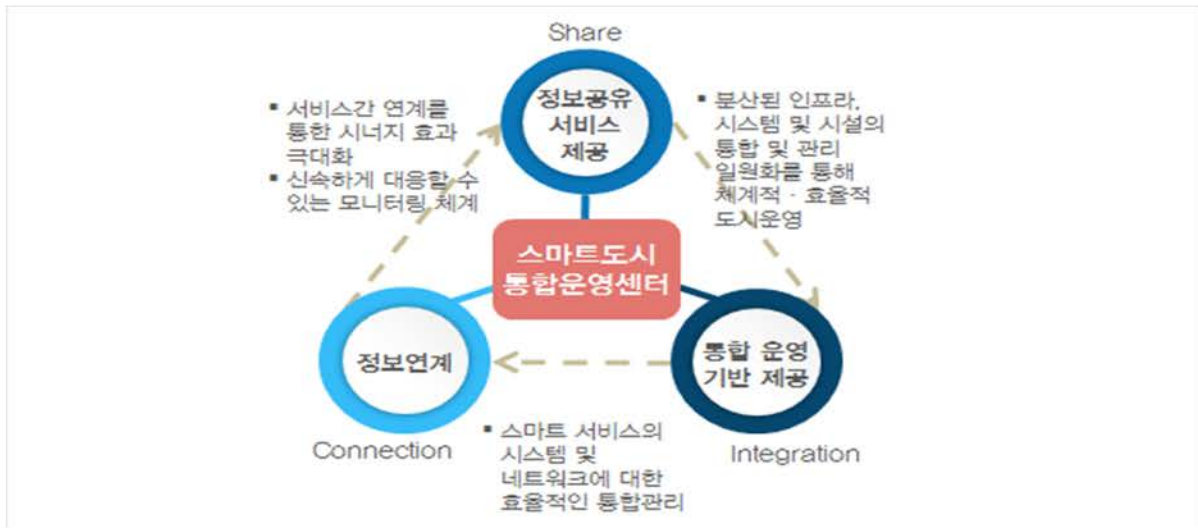 Share
정보공유
서비스
제공
▪ 서비스간 연계를
통한 시너지 효과
극대화
▪ 신속하게 대응할 수
있는 모니터링 체계
▪ 분산된 인프라,
시스템 및 시설의
통합 및 관리
일원화를 통해
체계적 · 효율적
도시운영
스마트도시
통합운영센터
정보연계
Connection
통합 운영
기반 제공
Integration
▪ 스마트 서비스의
시스템 및
네트워크에 대한
효율적인 통합관리